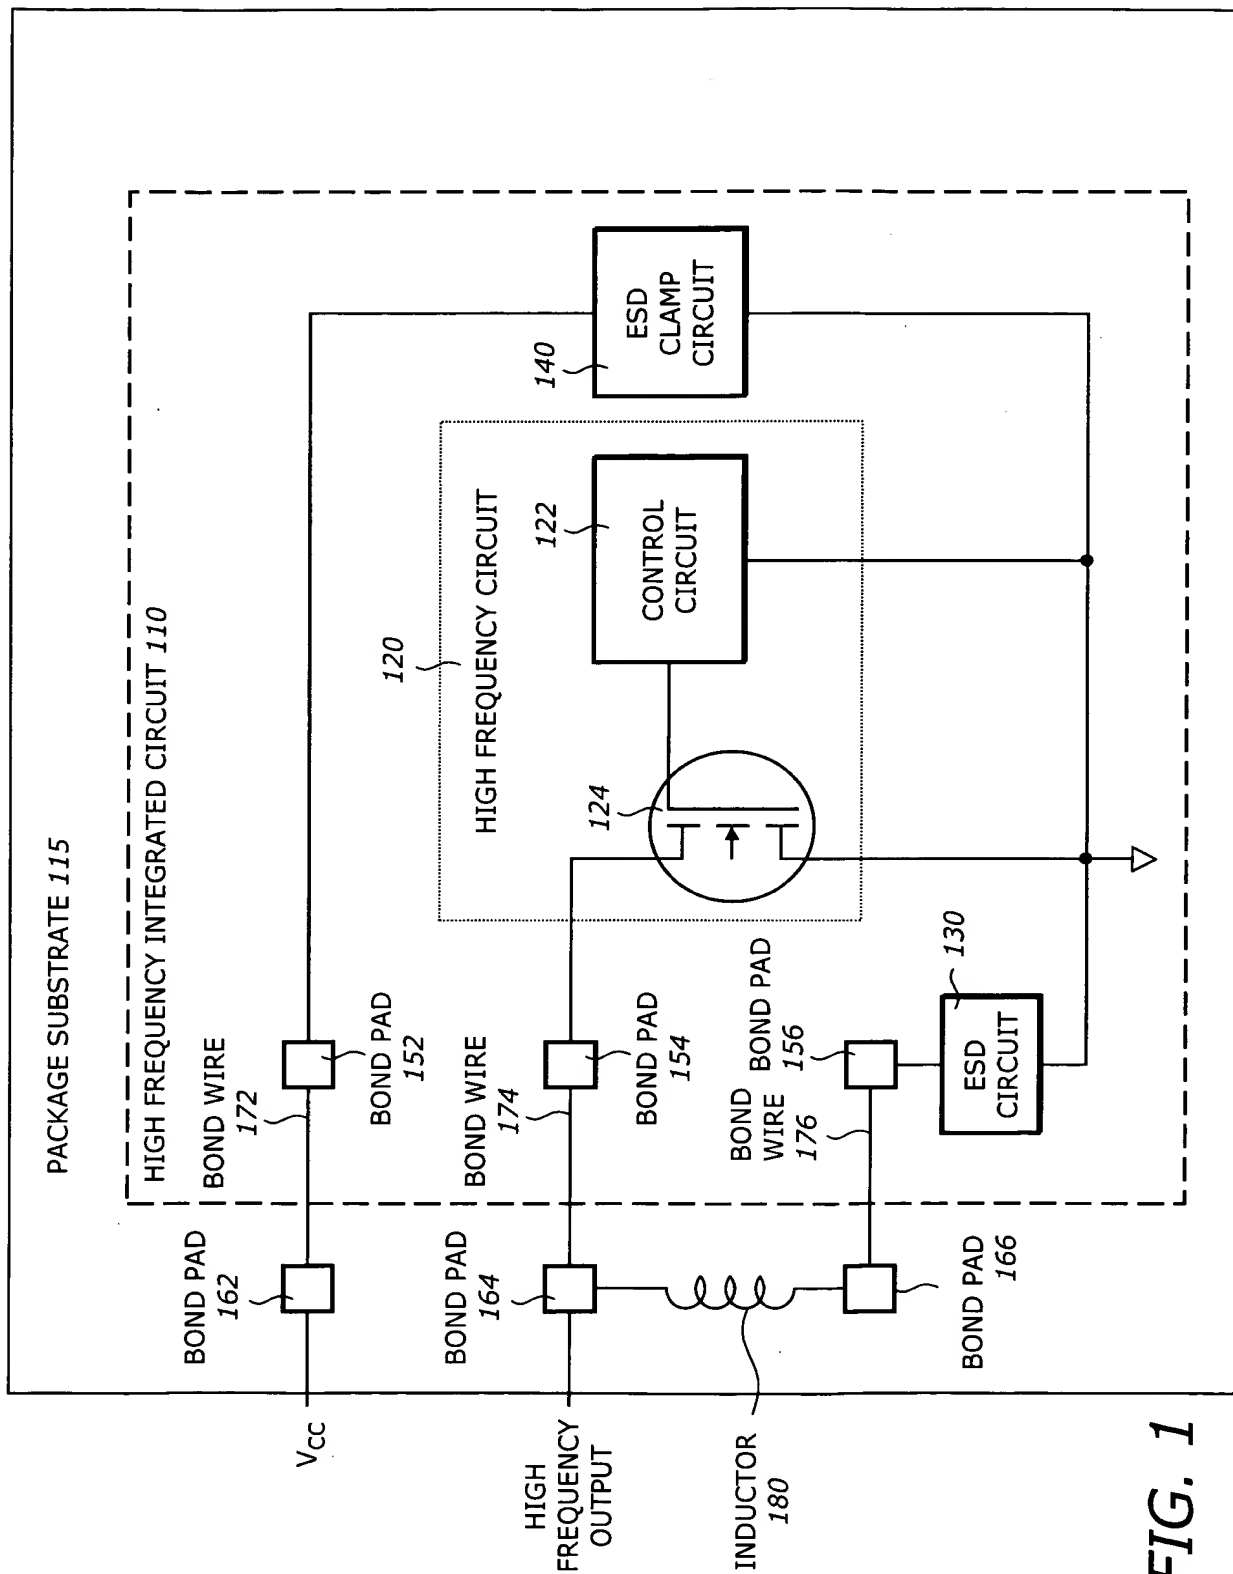 PACKAGE SUBSTRATE 115
HIGH FREQUENCY INTEGRATED CIRCUIT 110
BOND PAD
162
BOND WIRE
172
BOND PAD
152
VCC
HIGH FREQUENCY CIRCUIT
120
CONTROL
CIRCUIT
122
124
ESD
CLAMP
CIRCUIT
140
BOND PAD
164
BOND WIRE
174
BOND PAD
154
HIGH
FREQUENCY
OUTPUT
INDUCTOR
180
BOND
WIRE
176
BOND PAD
156
BOND PAD
166
ESD
CIRCUIT
130
FIG. 1